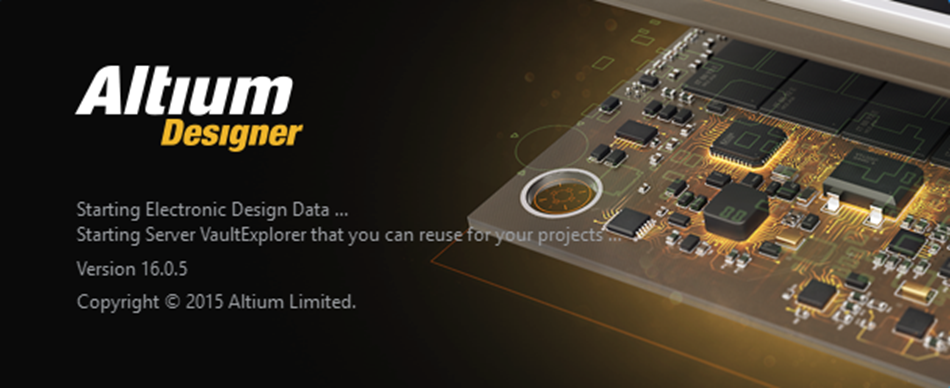 Altium
Designer
Starting Electronic Design Data ...
Starting Server VaultExplorer that you can reuse for your projects ...
Version 16.0.5
Copyright © 2015 Altium Limited.